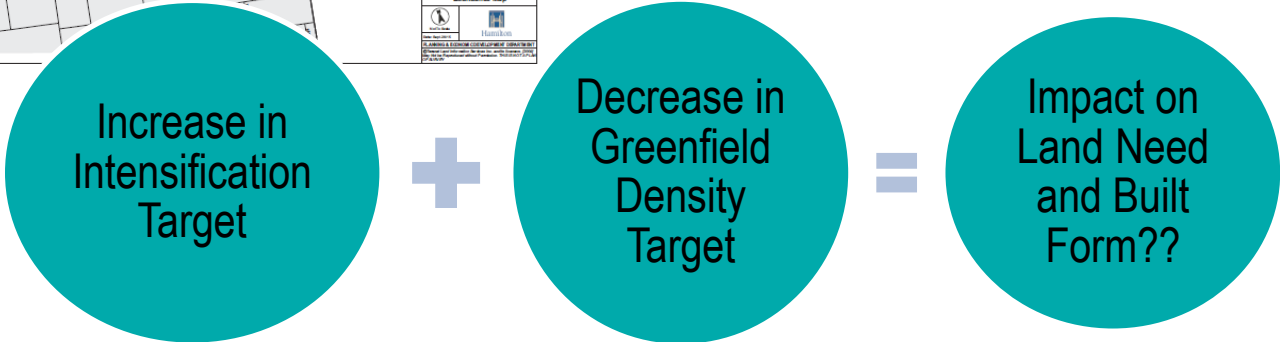 Hamilton
PLANNING & ECONOMIC DEVELOPMENT DEPARTMENT
Increase in
Intensification
Target
Decrease in
Greenfield
Density
Target
Impact on
Land Need
and Built
Form??